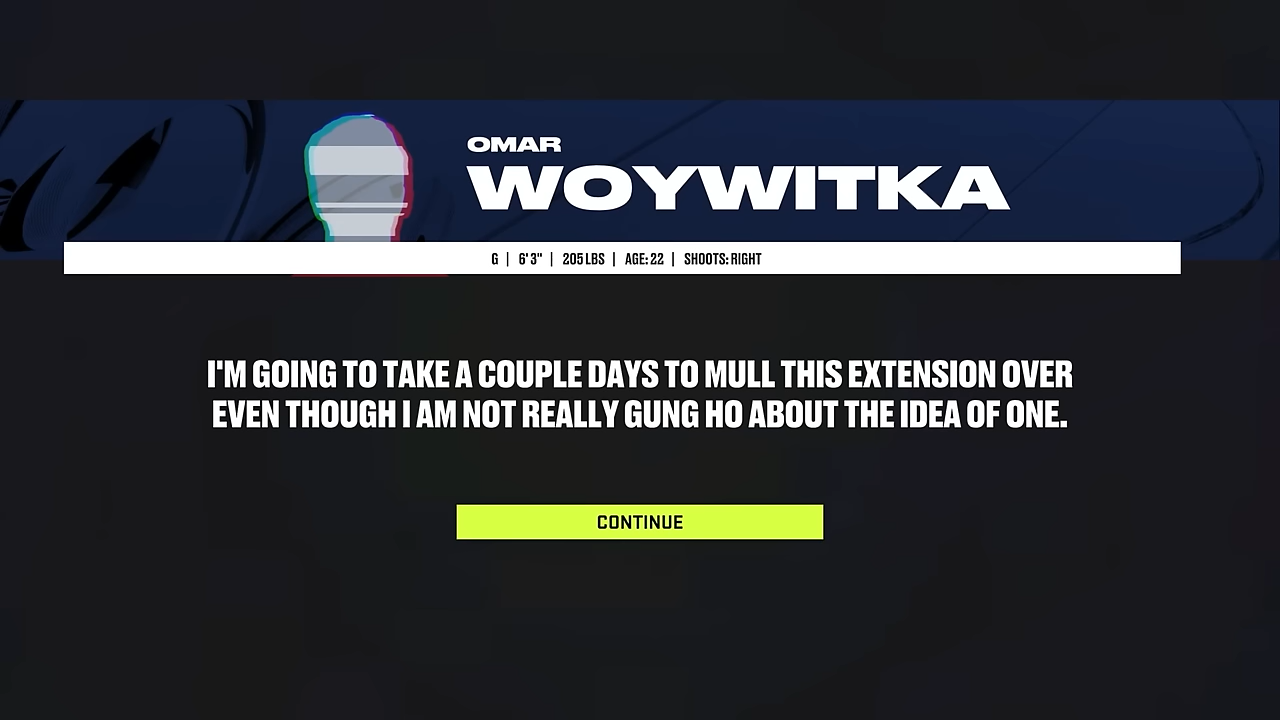 OMAR
WOYWITKA
G | 6'3" | 205 LBS | AGE: 22 | SHOOTS: RIGHT
I'M GOING TO TAKE A COUPLE DAYS TO MULL THIS EXTENSION OVER
EVEN THOUGH I AM NOT REALLY GUNG HO ABOUT THE IDEA OF ONE.
CONTINUE